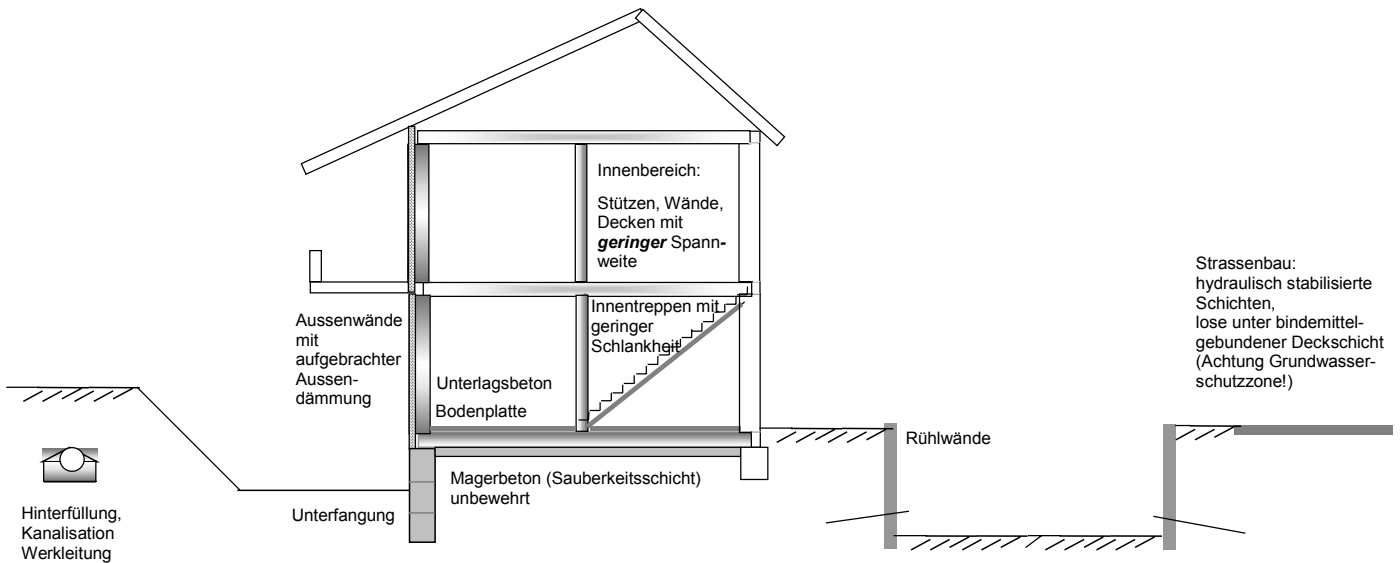 Innenbereich:
Stützen, Wände,
Decken mit
geringer Spann-
weite
Innentreppen mit
geringer
Schlankheit
Aussenwände
mit
aufgebrachter
Aussen-
dämmung
Unterlagsbeton
Bodenplatte
Magerbeton (Sauberkeitsschicht)
unbewehrt
Unterfangung
Hinterfüllung,
Kanalisation
Werkleitung
Rühlwände
Strassenbau:
hydraulisch stabilisierte
Schichten,
lose unter bindemittel-
gebundener Deckschicht
(Achtung Grundwasser-
schutzzone!)